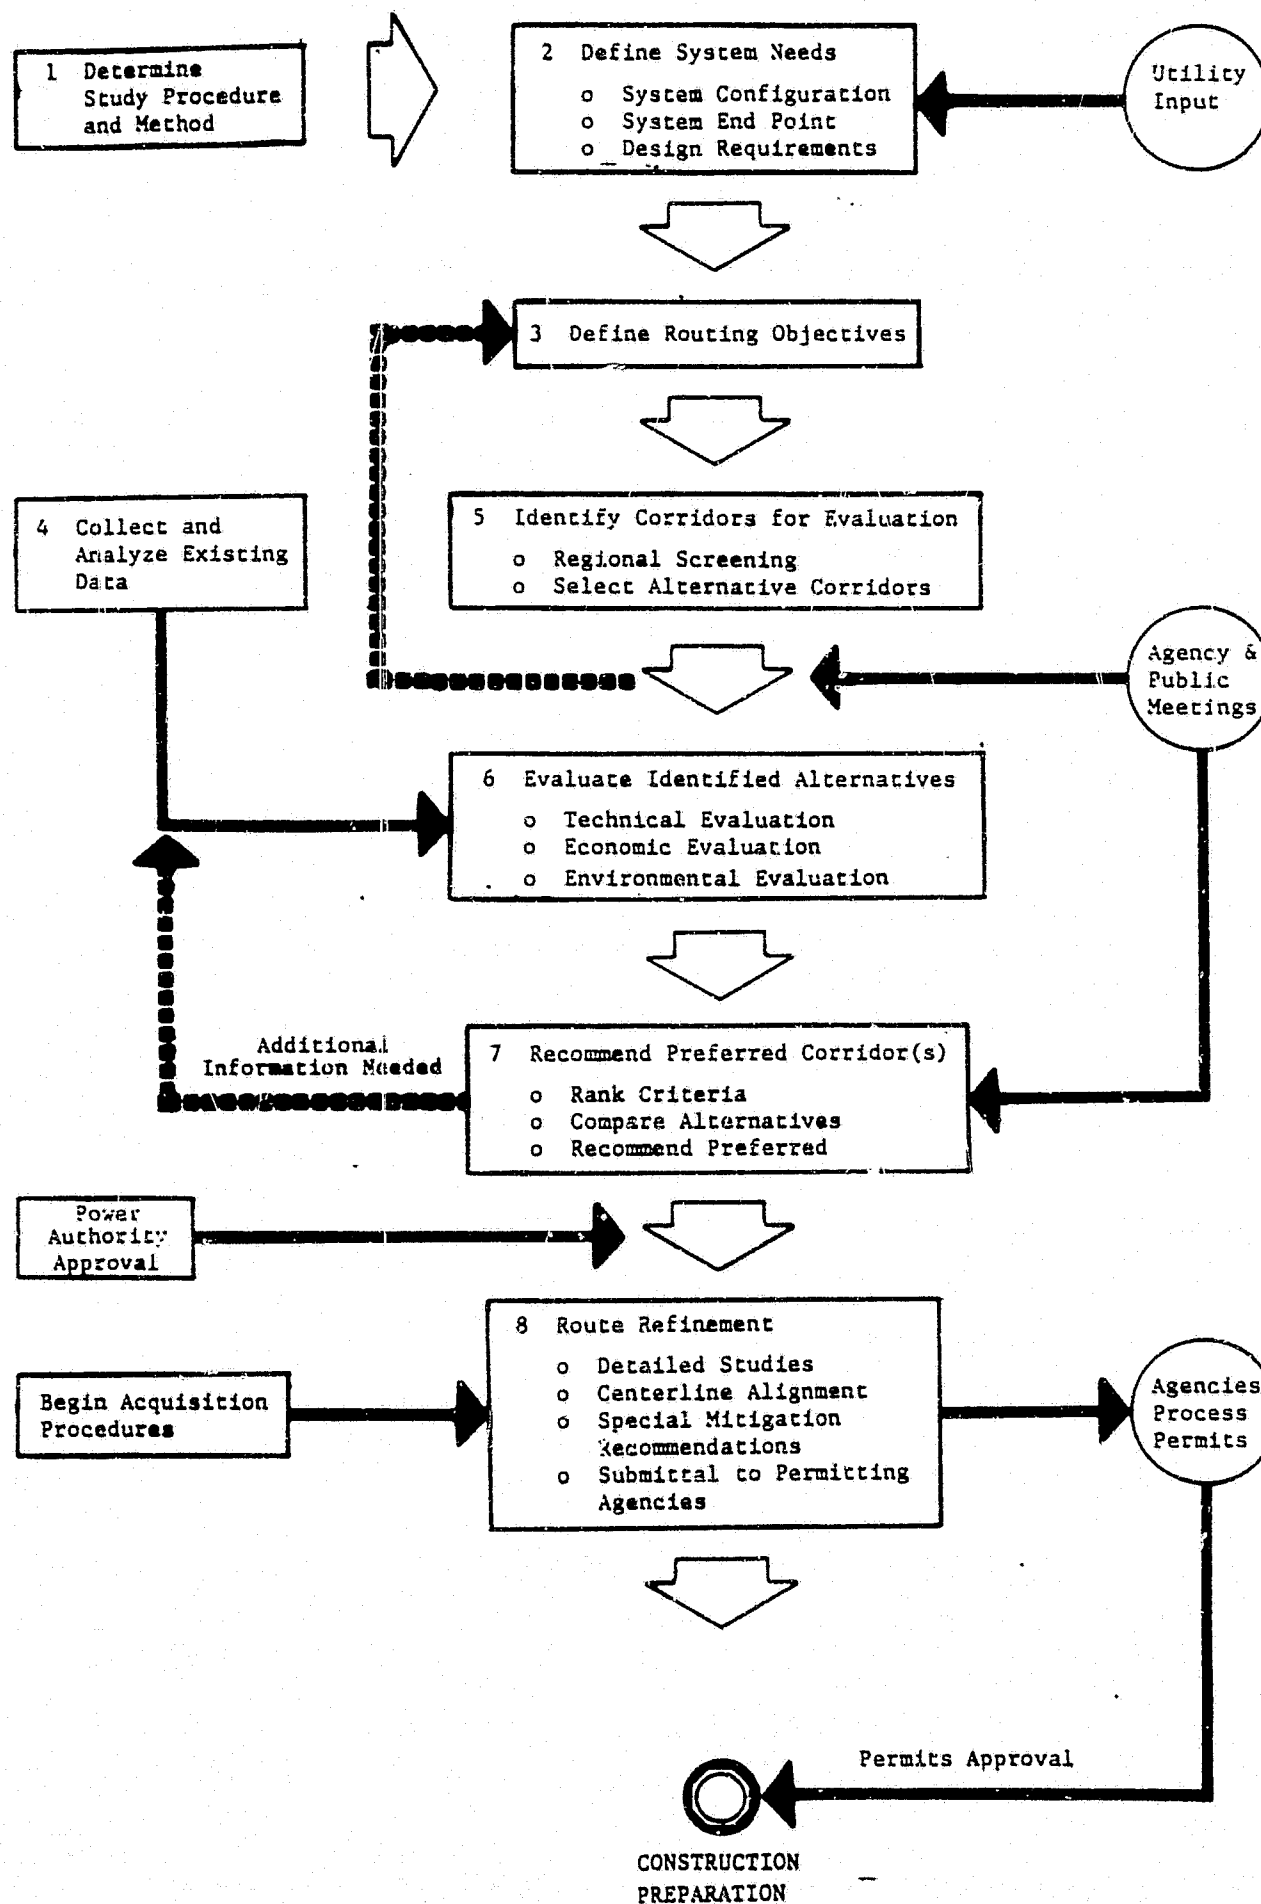 1 Determine
Study Procedure
and Method
2 Define System Needs
o System Configuration
o System End Point
o Design Requirements
Utility
Input
3 Define Routing Objectives
4 Collect and
Analyze Existing
Data
5 Identify Corridors for Evaluation
o Regional Screening
o Select Alternative Corridors
Agency &
Public
Meetings
6 Evaluate Identified Alternatives
o Technical Evaluation
o Economic Evaluation
o Environmental Evaluation
Additional
Information Needed
7 Recommend Preferred Corridor(s)
o Rank Criteria
o Compare Alternatives
o Recommend Preferred
Power
Authority
Approval
8 Route Refinement
o Detailed Studies
o Centerline Alignment
o Special Mitigation
Recommendations
o Submittal to Permitting
Agencies
Begin Acquisition
Procedures
Agencies
Process
Permits
Permits Approval
CONSTRUCTION
PREPARATION